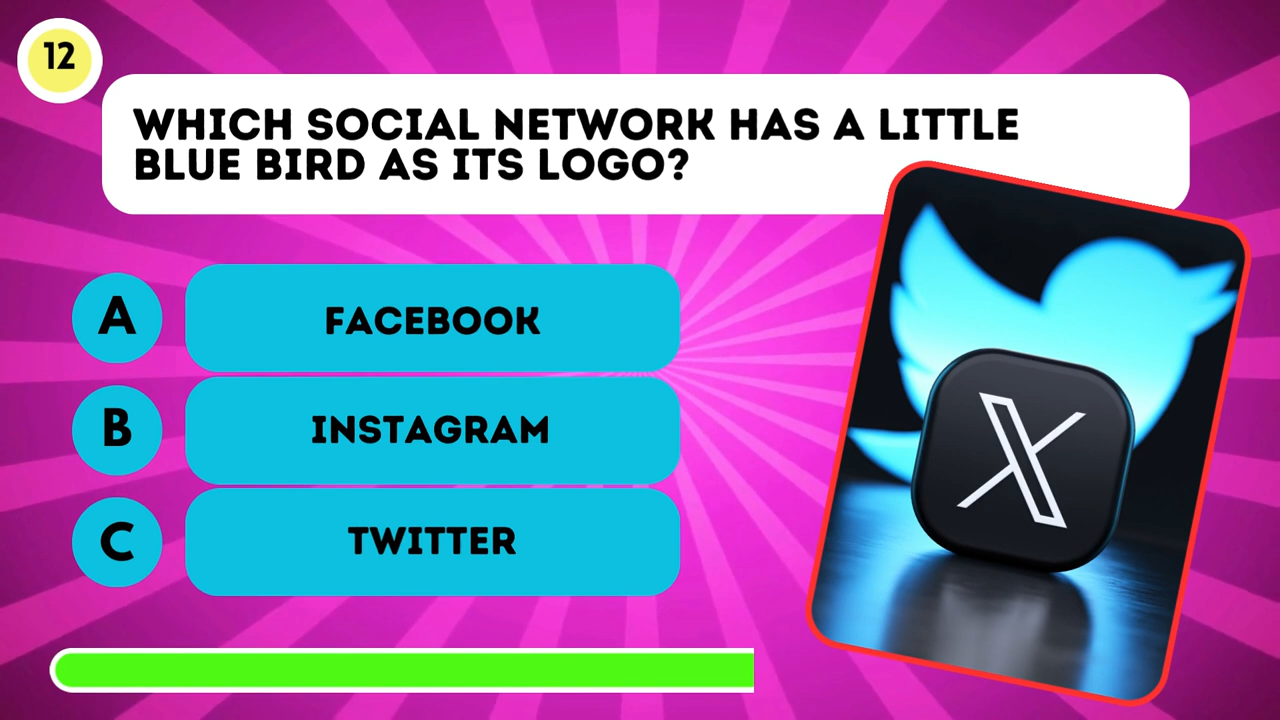 12
WHICH SOCIAL NETWORK HAS A LITTLE
BLUE BIRD AS ITS LOGO?
A
FACEBOOK
B
INSTAGRAM
C
TWITTER
X